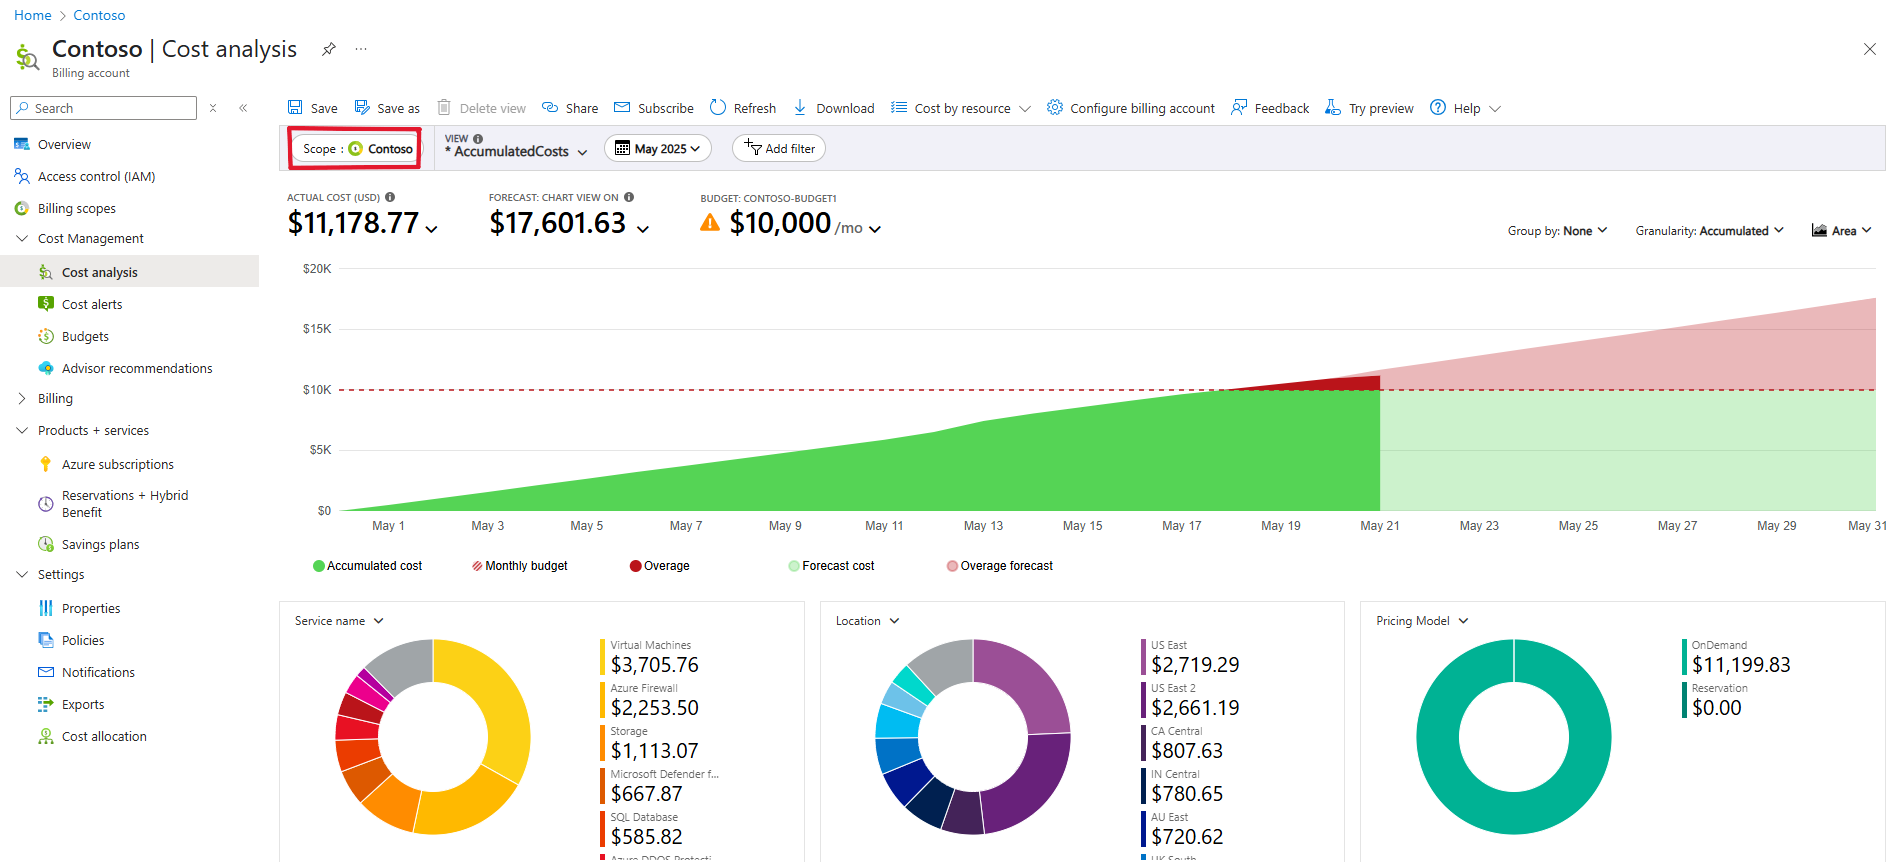 Home > Contoso
Contoso | Cost analysis
Billing account
Search
Overview
Access control (IAM)
Billing scopes
Cost Management
Cost analysis
Cost alerts
Budgets
Advisor recommendations
Billing
Products + services
Azure subscriptions
Reservations + Hybrid
Benefit
Savings plans
Settings
Properties
Policies
Notifications
Exports
Cost allocation
Save Save as Delete view Share Subscribe Refresh Download Cost by resource Configure billing account Feedback Try preview Help
Scope : Contoso
VIEW
* AccumulatedCosts
May 2025
Add filter
ACTUAL COST (USD)
$11,178.77
FORECAST: CHART VIEW ON
$17,601.63
BUDGET: CONTOSO-BUDGET1
$10,000 /mo
Group by: None Granularity: Accumulated Area
$20K
$15K
$10K
$5K
$0
May 1 May 3 May 5 May 7 May 9 May 11 May 13 May 15 May 17 May 19 May 21 May 23 May 25 May 27 May 29 May 31
Accumulated cost Monthly budget Overage Forecast cost Overage forecast
Service name
Virtual Machines
$3,705.76
Azure Firewall
$2,253.50
Storage
$1,113.07
Microsoft Defender f...
$667.87
SQL Database
$585.82
Azure DDOS Protecti
Location
US East
$2,719.29
US East 2
$2,661.19
CA Central
$807.63
IN Central
$780.65
AU East
$720.62
UK South
Pricing Model
OnDemand
$11,199.83
Reservation
$0.00